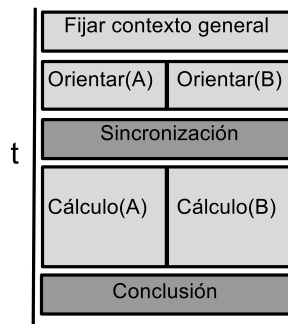 Fijar contexto general
Orientar(A) Orientar(B)
Sincronización
t
Cálculo(A) Cálculo(B)
Conclusión